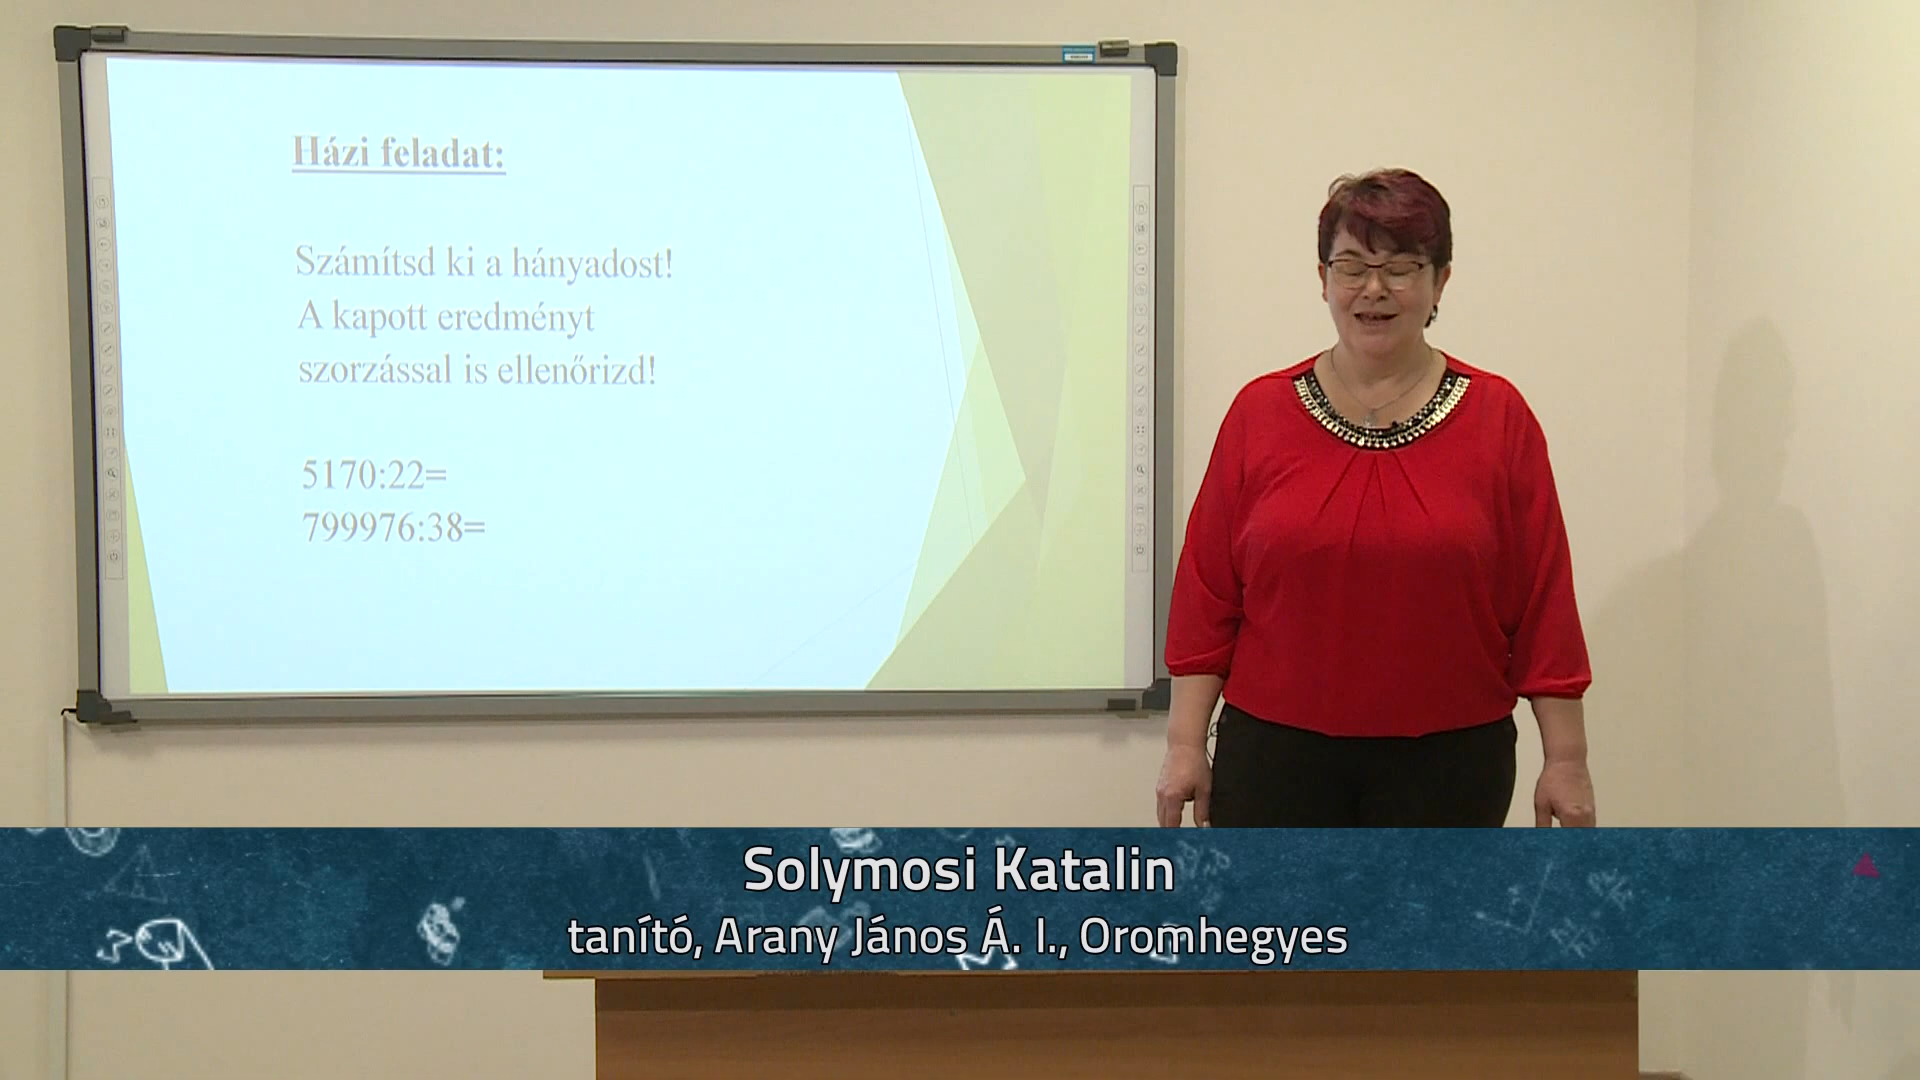 Házi feladat:
Számítsd ki a hányadost!
A kapott eredményt
szorzással is ellenőrizd!
5170:22=
799976:38=
Solymosi Katalin
tanító, Arany János Á. I., Oromhegyes